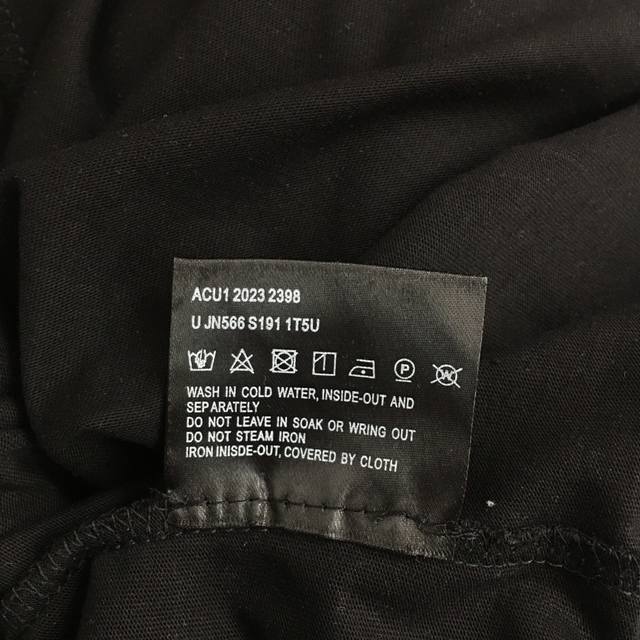 ACU1 2023 2398
U JN566 S191 1T5U
P W
WASH IN COLD WATER, INSIDE-OUT AND
SEPARATELY
DO NOT LEAVE IN SOAK OR WRING OUT
DO NOT STEAM IRON
IRON INISDE-OUT, COVERED BY CLOTH